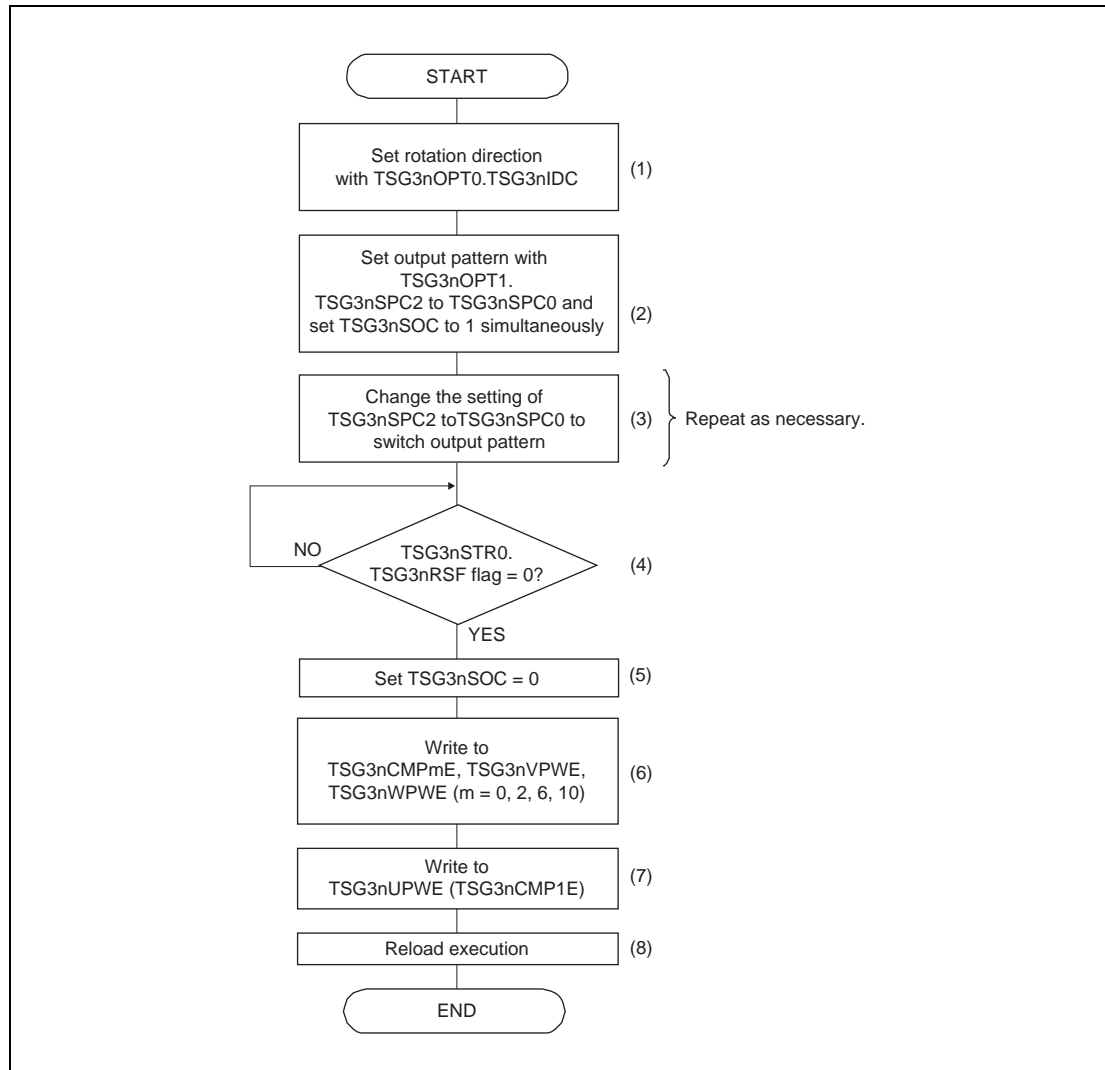 START
Set rotation direction
with TSG3nOPT0.TSG3nIDC
(1)
Set output pattern with
TSG3nOPT1.
TSG3nSPC2 to TSG3nSPC0 and
set TSG3nSOC to 1 simultaneously
(2)
Change the setting of
TSG3nSPC2 toTSG3nSPC0 to
switch output pattern
(3)
Repeat as necessary.
NO
TSG3nSTR0.
TSG3nRSF flag = 0?
(4)
YES
Set TSG3nSOC = 0
(5)
Write to
TSG3nCMPmE, TSG3nVPWE,
TSG3nWPWE (m = 0, 2, 6, 10)
(6)
Write to
TSG3nUPWE (TSG3nCMP1E)
(7)
Reload execution
(8)
END